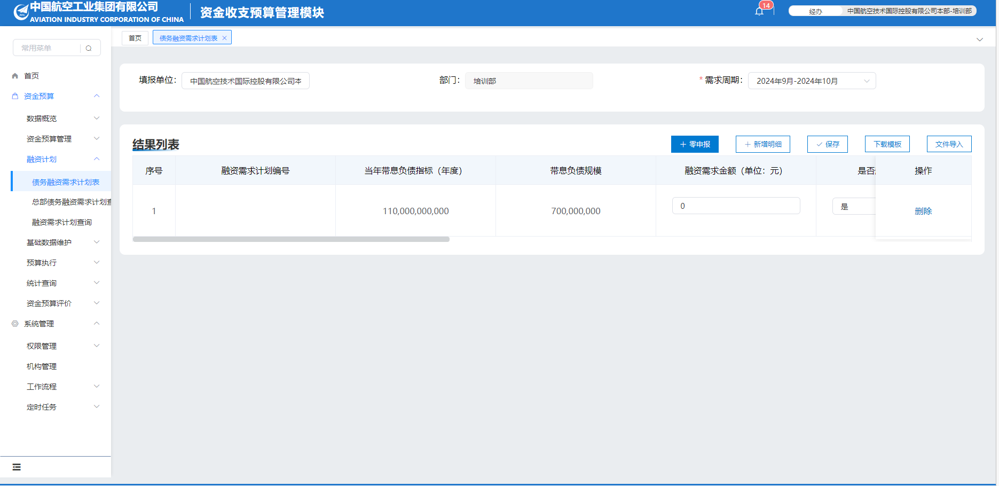 中国航空工业集团有限公司
AVIATION INDUSTRY CORPORATION OF CHINA
资金收支预算管理模块
14
经办
中国航空技术国际控股有限公司本部-培训部
常用菜单
首页
债务融资需求计划表
首页
资金预算
数据概览
资金预算管理
融资计划
债务融资需求计划表
总部债务融资需求计划查
融资需求计划查询
基础数据维护
预算执行
统计查询
资金预算评价
系统管理
权限管理
机构管理
工作流程
定时任务
填报单位：
中国航空技术国际控股有限公司本
部门：
培训部
* 需求周期：
2024年9月-2024年10月
结果列表
零申报
新增明细
保存
下载模板
文件导入
序号
融资需求计划编号
当年带息负债指标（年度）
带息负债规模
融资需求金额（单位：元）
是否
操作
1
110,000,000,000
700,000,000
0
是
删除